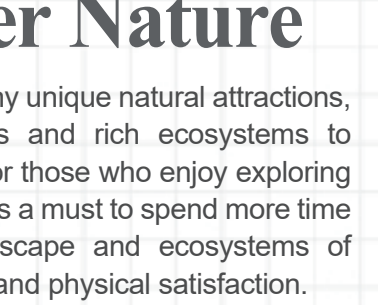 er Nature
ny unique natural attractions,
s and rich ecosystems to
or those who enjoy exploring
s a must to spend more time
scape and ecosystems of
and physical satisfaction.